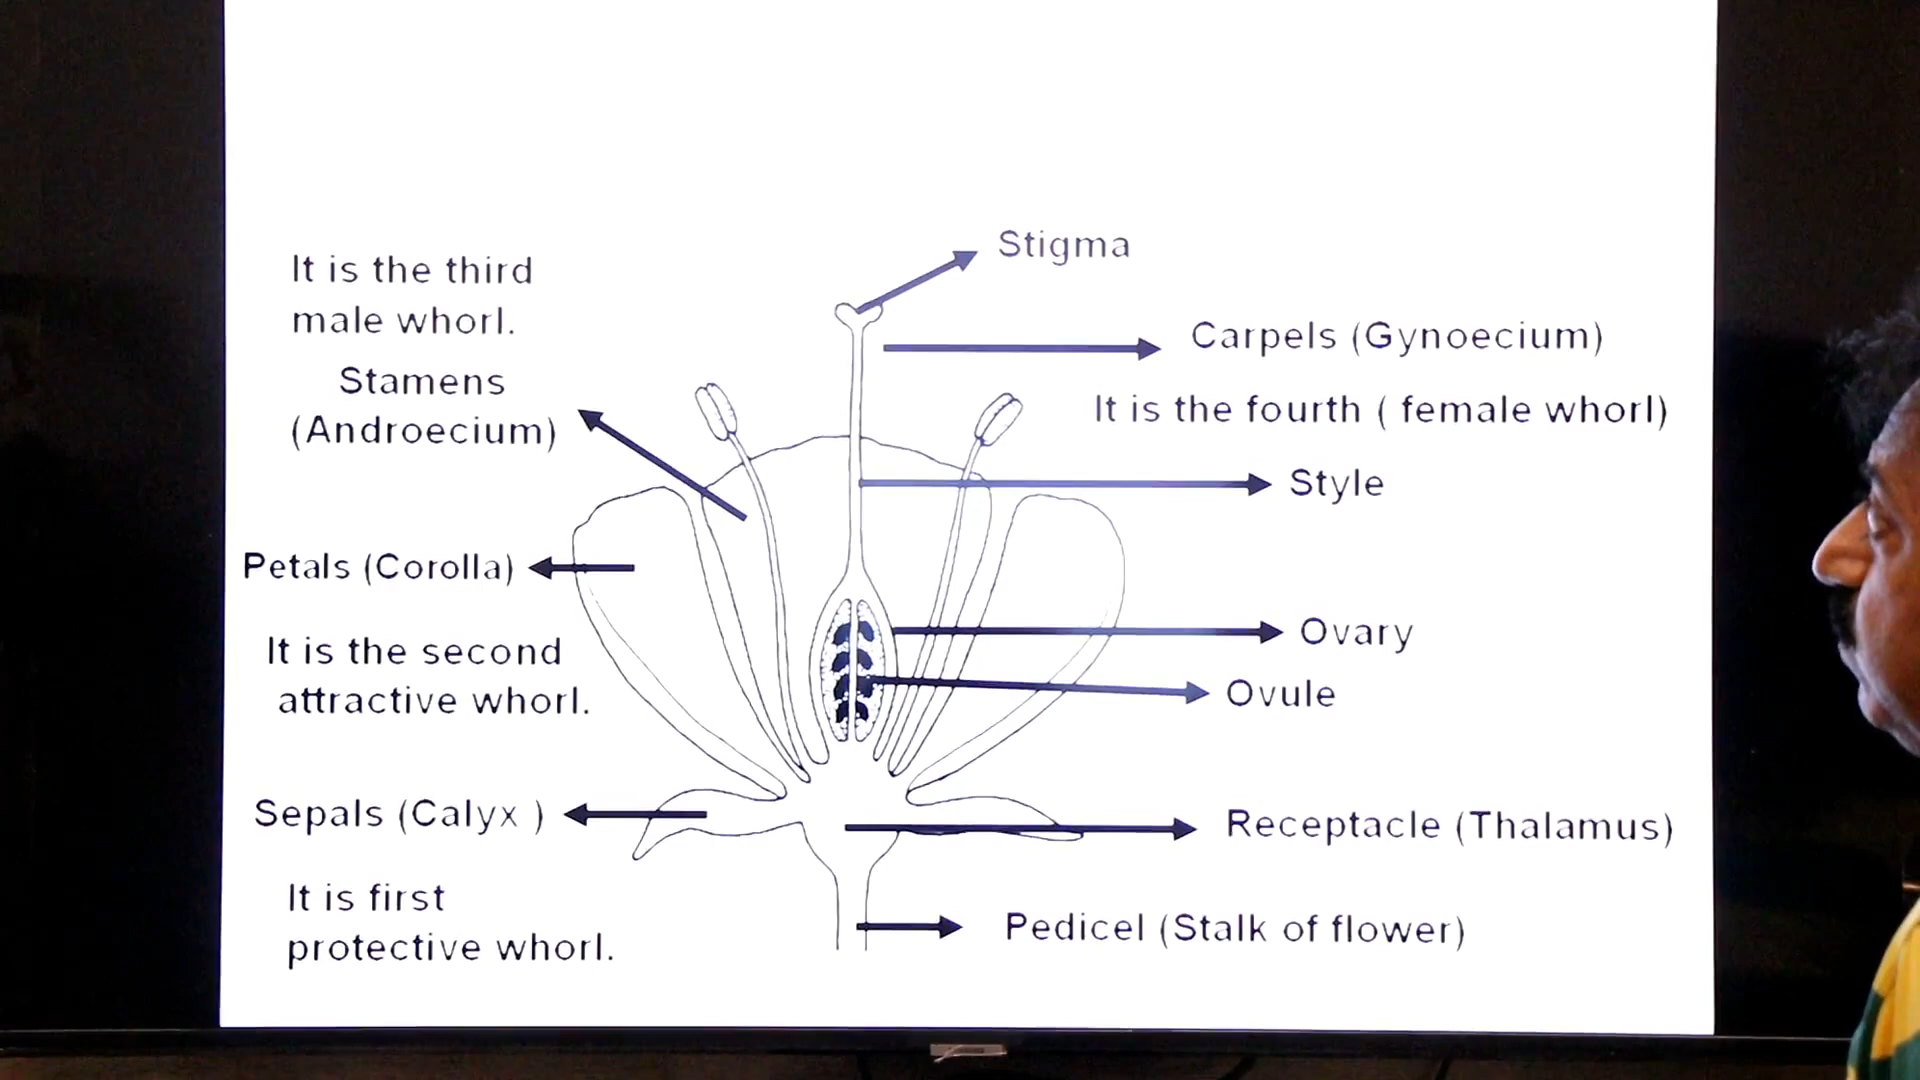 It is the third
male whorl.
Stamens
(Androecium)
Petals (Corolla)
It is the second
attractive whorl.
Sepals (Calyx )
It is first
protective whorl.
Stigma
Carpels (Gynoecium)
It is the fourth ( female whorl)
Style
Ovary
Ovule
Receptacle (Thalamus)
Pedicel (Stalk of flower)